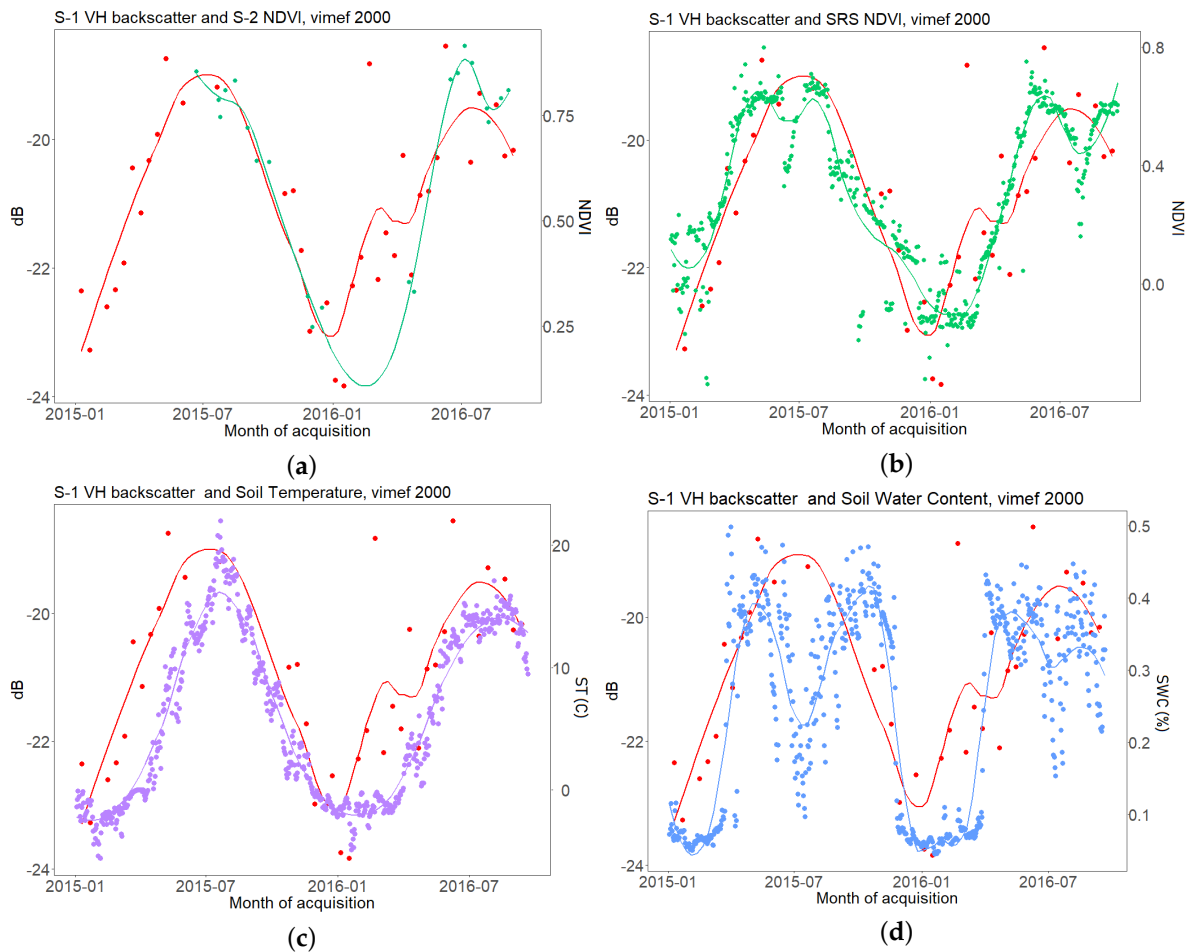 S-1 VH backscatter and S-2 NDVI, vimef 2000
dB
-20
-22
-24
0.75
0.50
0.25
NDVI
2015-01 2015-07 2016-01 2016-07
Month of acquisition
(a)
S-1 VH backscatter and SRS NDVI, vimef 2000
dB
-20
-22
-24
0.8
0.4
0.0
NDVI
2015-01 2015-07 2016-01 2016-07
Month of acquisition
(b)
S-1 VH backscatter and Soil Temperature, vimef 2000
dB
-20
-22
-24
20
10
0
ST (C)
2015-01 2015-07 2016-01 2016-07
Month of acquisition
(c)
S-1 VH backscatter and Soil Water Content, vimef 2000
dB
-20
-22
-24
0.5
0.4
0.3
0.2
0.1
SWC (%)
2015-01 2015-07 2016-01 2016-07
Month of acquisition
(d)